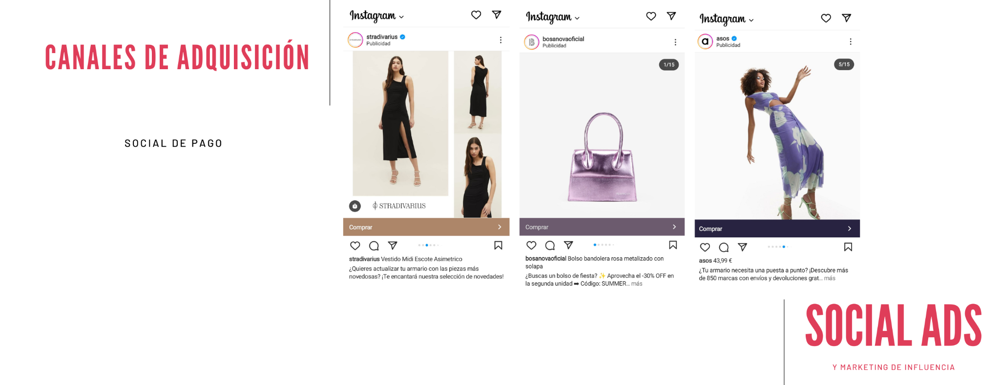 CANALES DE ADQUISICIÓN
SOCIAL DE PAGO
Instagram
stradivarius
Publicidad
STRADIVARIUS
Comprar
stradivarius Vestido Midi Escote Asimetrico
¿Quieres actualizar tu armario con las piezas más
novedosas? ¡Te encantará nuestra selección de novedades!
Instagram
bosanovaoficial
Publicidad
1/15
Comprar
bosanovaoficial Bolso bandolera rosa metalizado con
solapa
¿Buscas un bolso de fiesta? ✨ Aprovecha el -30% OFF en
la segunda unidad ➡ Código: SUMMER... más
Instagram
a
asos
Publicidad
5/15
Comprar
asos 43,99 €
¿Tu armario necesita una puesta a punto? ¡Descubre más
de 850 marcas con envíos y devoluciones grat... más
SOCIAL ADS
Y MARKETING DE INFLUENCIA